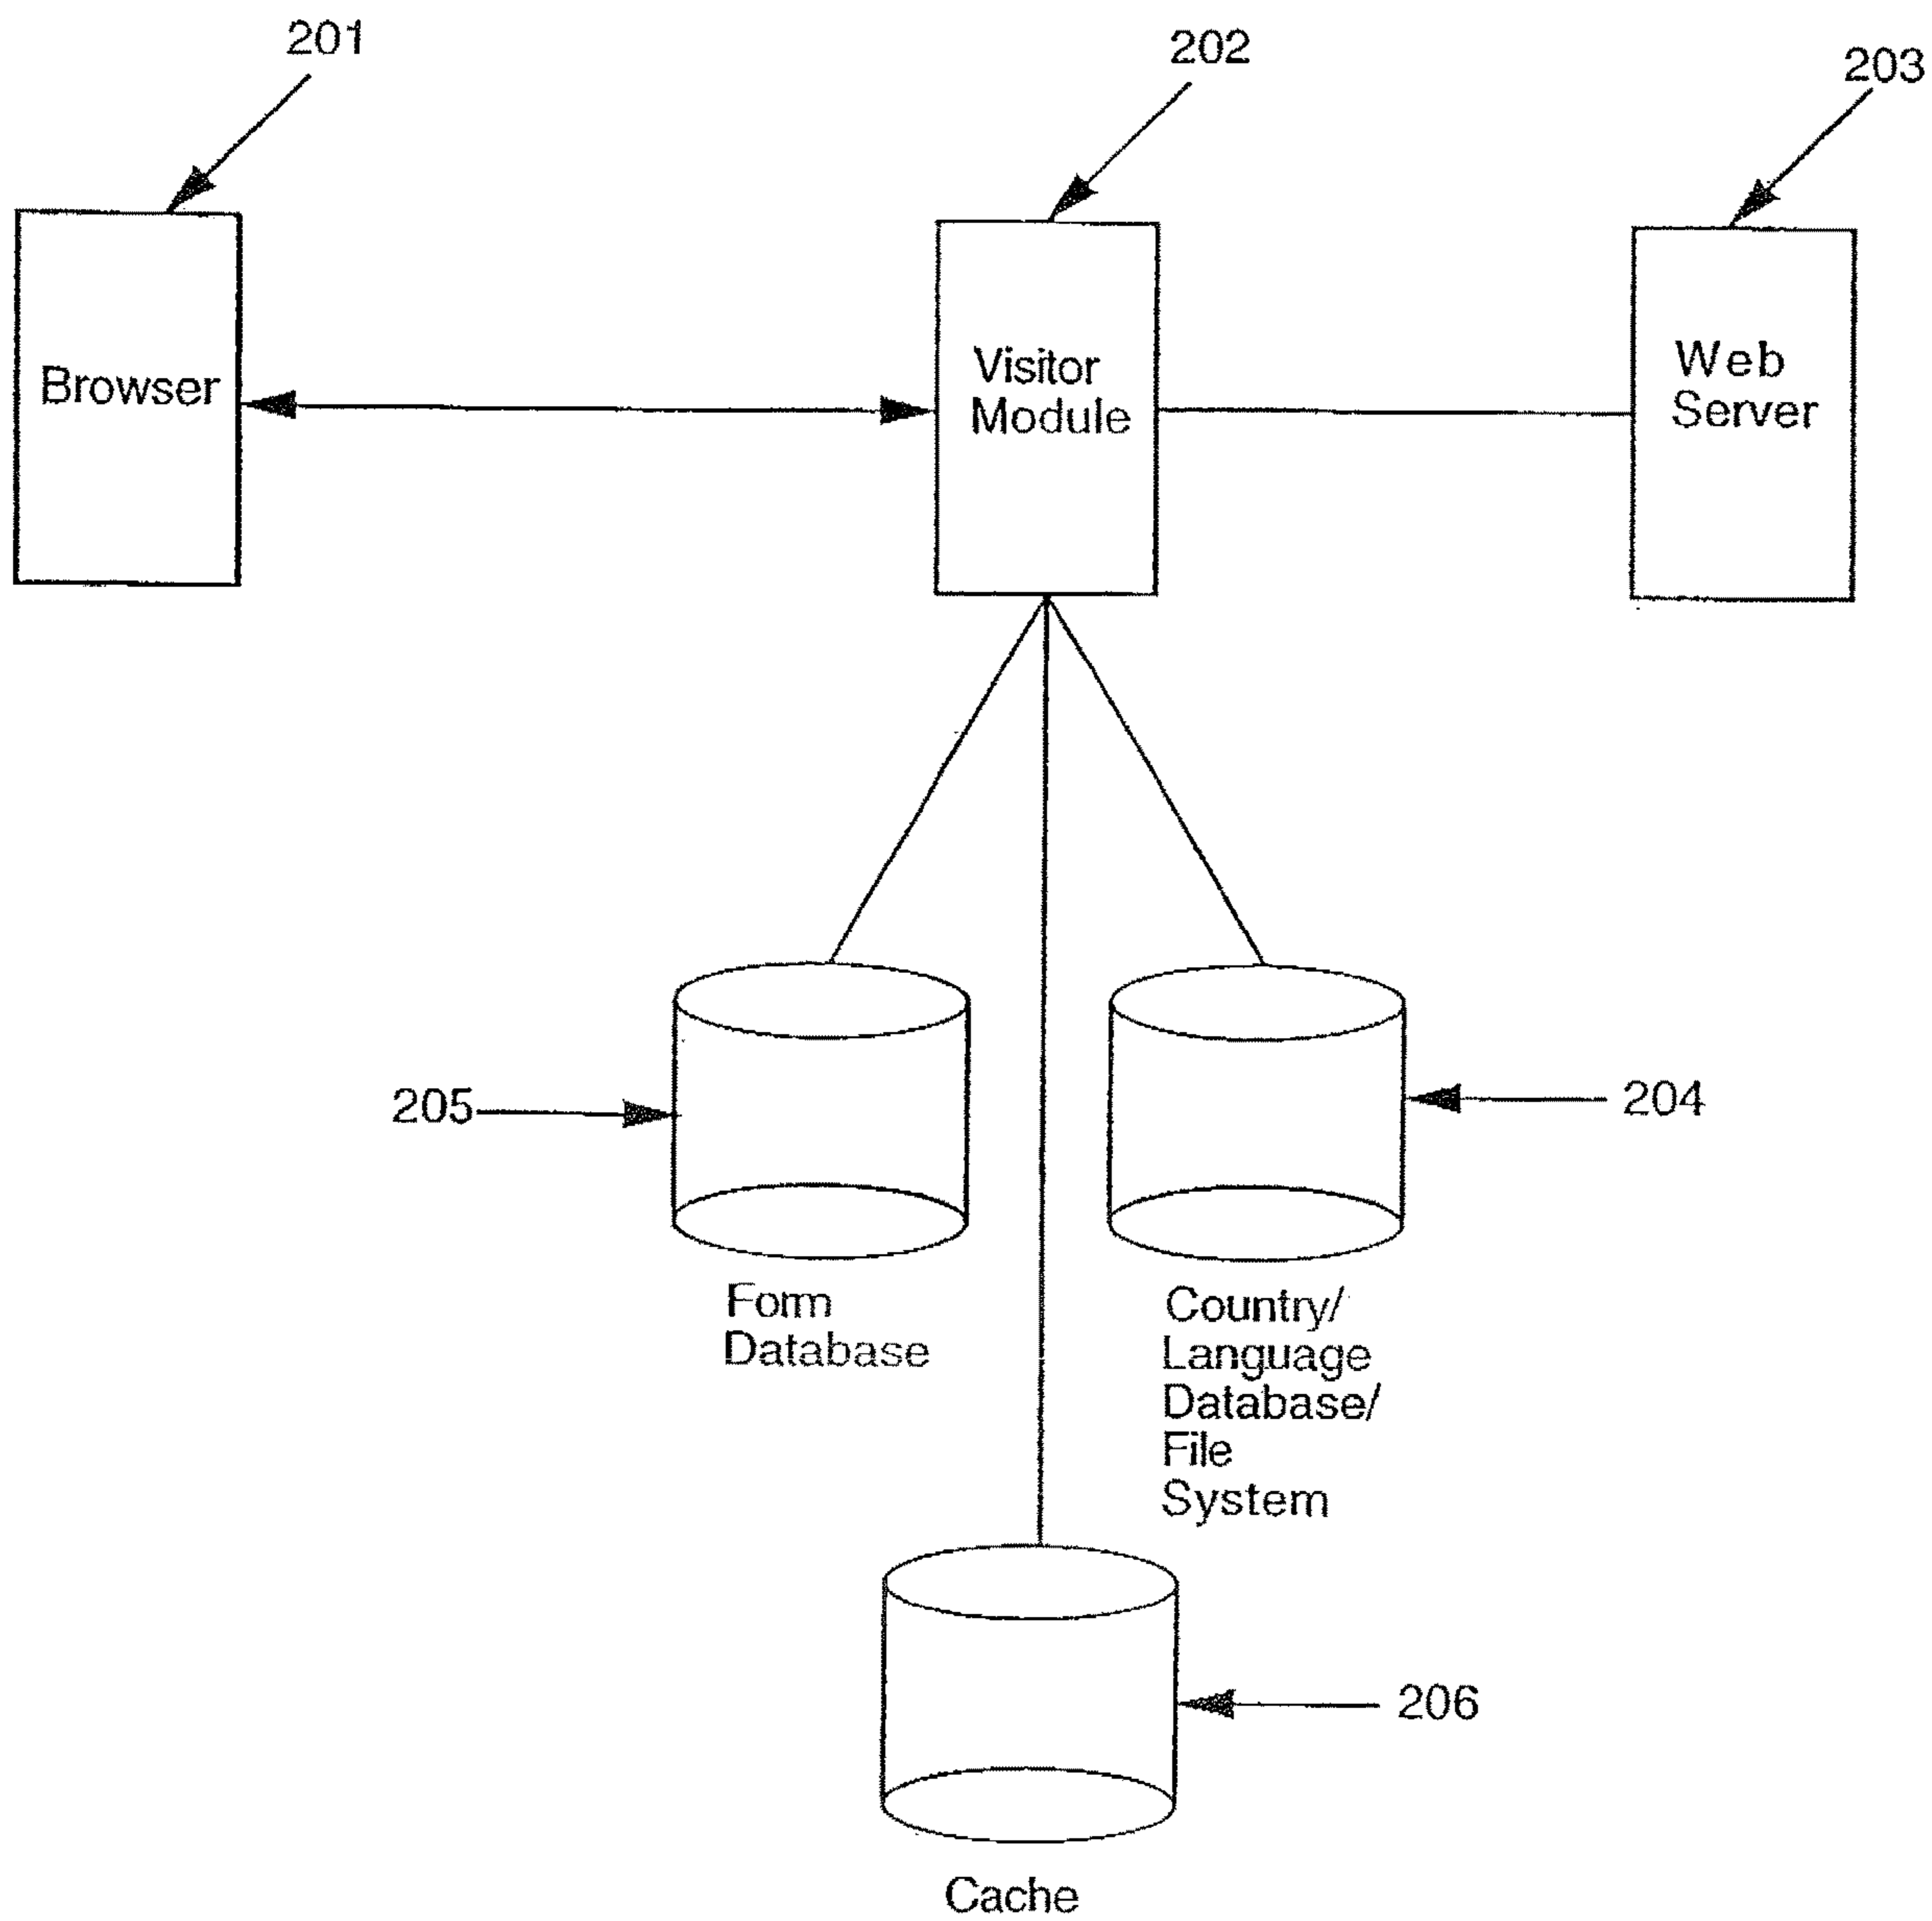 201
202
203
Browser
Visitor
Module
Web
Server
205
204
Form
Database
Country/
Language
Database/
File
System
206
Cache